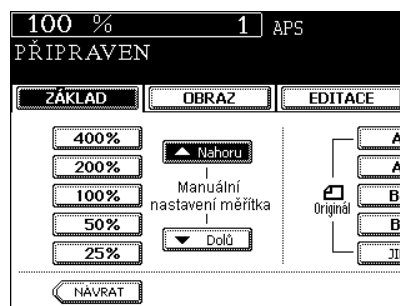 100 % 1 APS
PŘIPRAVEN
ZÁKLAD OBRAZ EDITACE
400%
200%
100%
50%
25%
Nahoru
Manuální
nastavení měřítka
Dolů
Originál
NÁVRAT